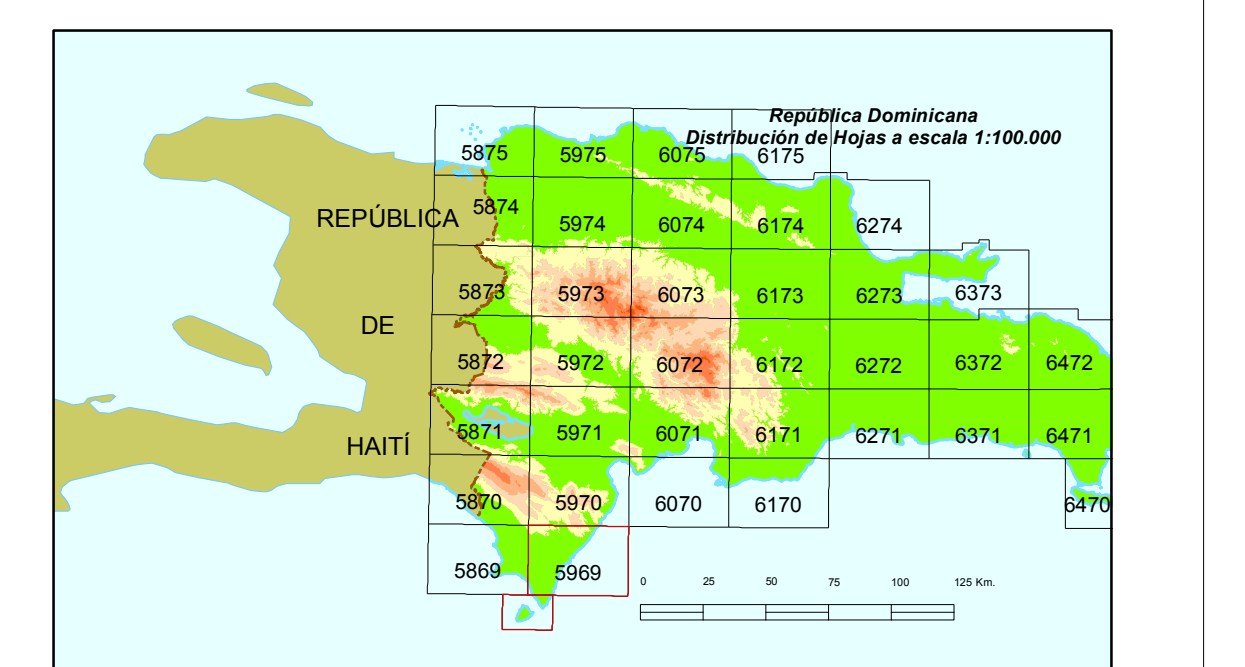 República Dominicana
Distribución de Hojas a escala 1:100.000
5875 5975 6075 6175
REPÚBLICA 5874 5974 6074 6174 6274
5873 5973 6073 6173 6273 6373
DE
5872 5972 6072 6172 6272 6372 6472
HAITÍ 5871 5971 6071 6171 6271 6371 6471
5870 5970 6070 6170 6470
5869 5969
0 25 50 75 100 125 Km.